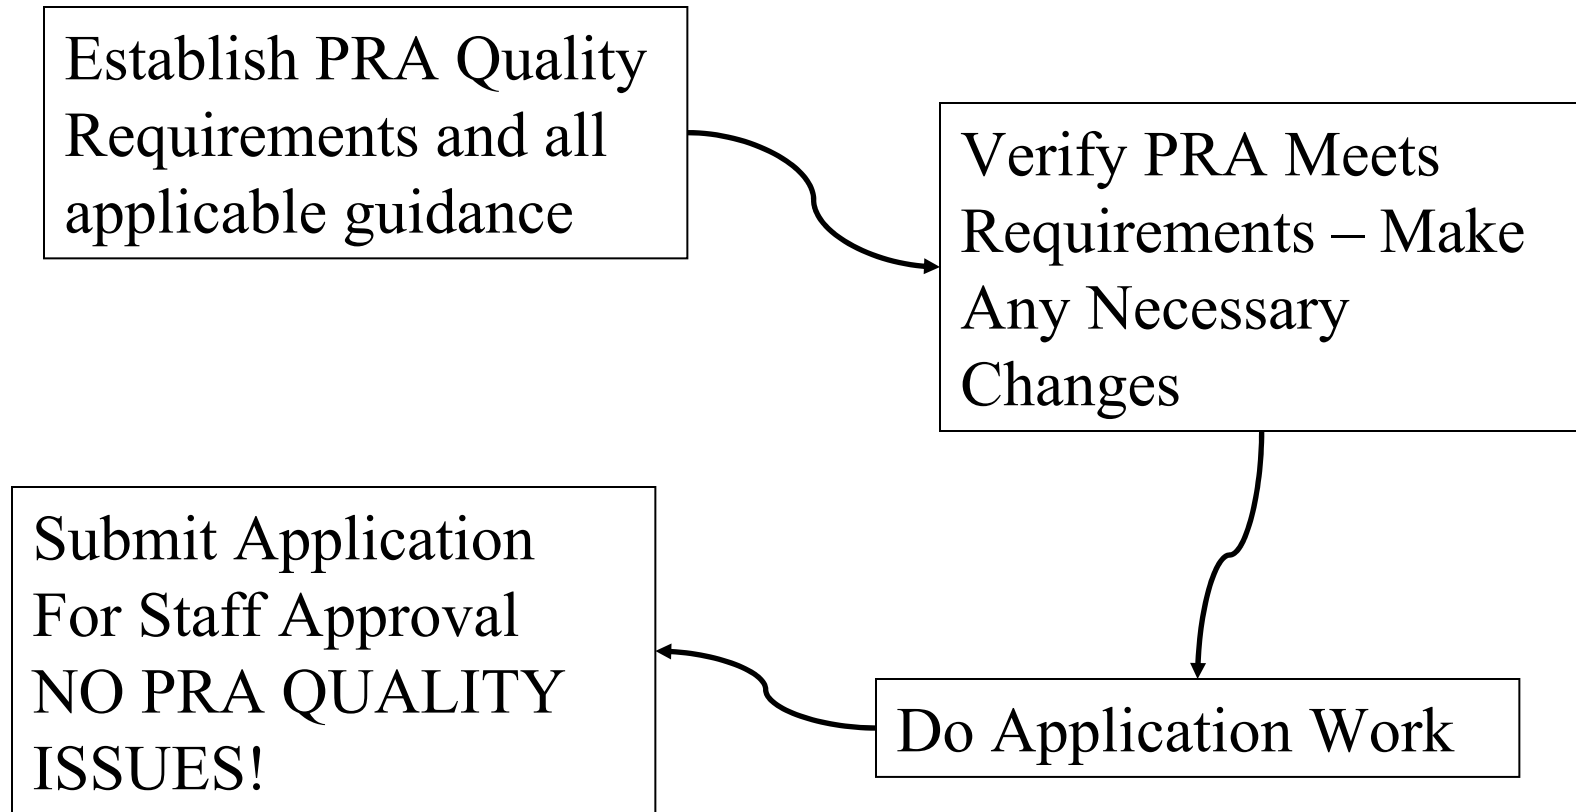 Establish PRA Quality
Requirements and all
applicable guidance
Verify PRA Meets
Requirements – Make
Any Necessary
Changes
Do Application Work
Submit Application
For Staff Approval
NO PRA QUALITY
ISSUES!